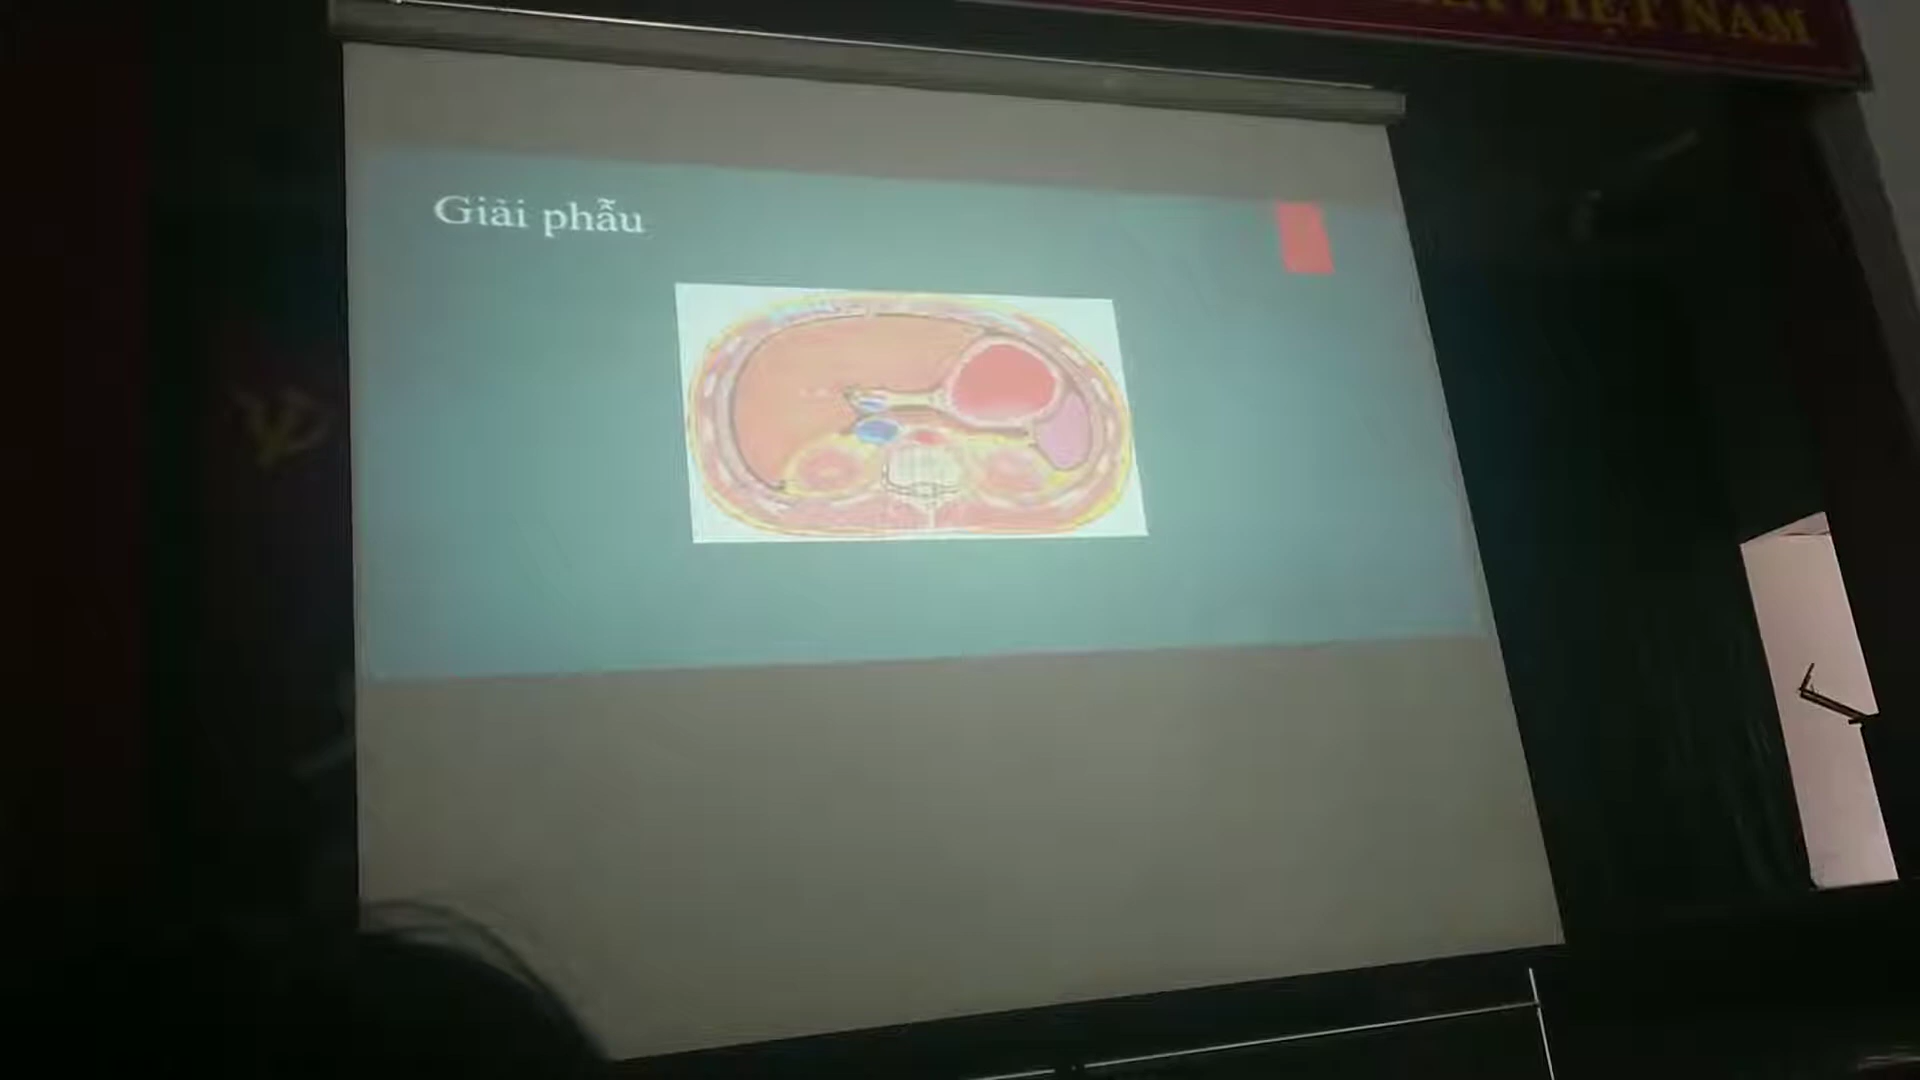 VIỆT NAM
Giải phẫu